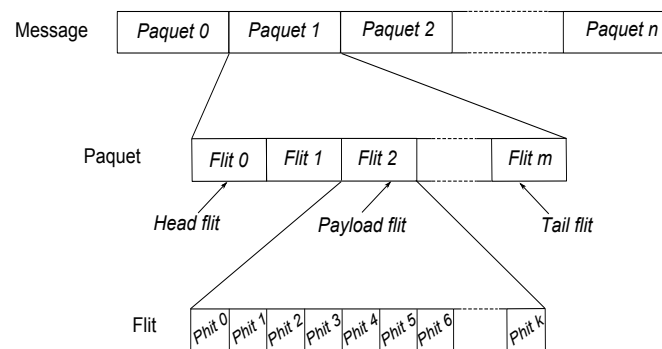 Message Paquet 0 Paquet 1 Paquet 2 Paquet n
Paquet Flit 0 Flit 1 Flit 2 Flit m
Head flit Payload flit Tail flit
Flit Phit 0 Phit 1 Phit 2 Phit 3 Phit 4 Phit 5 Phit 6 Phit k